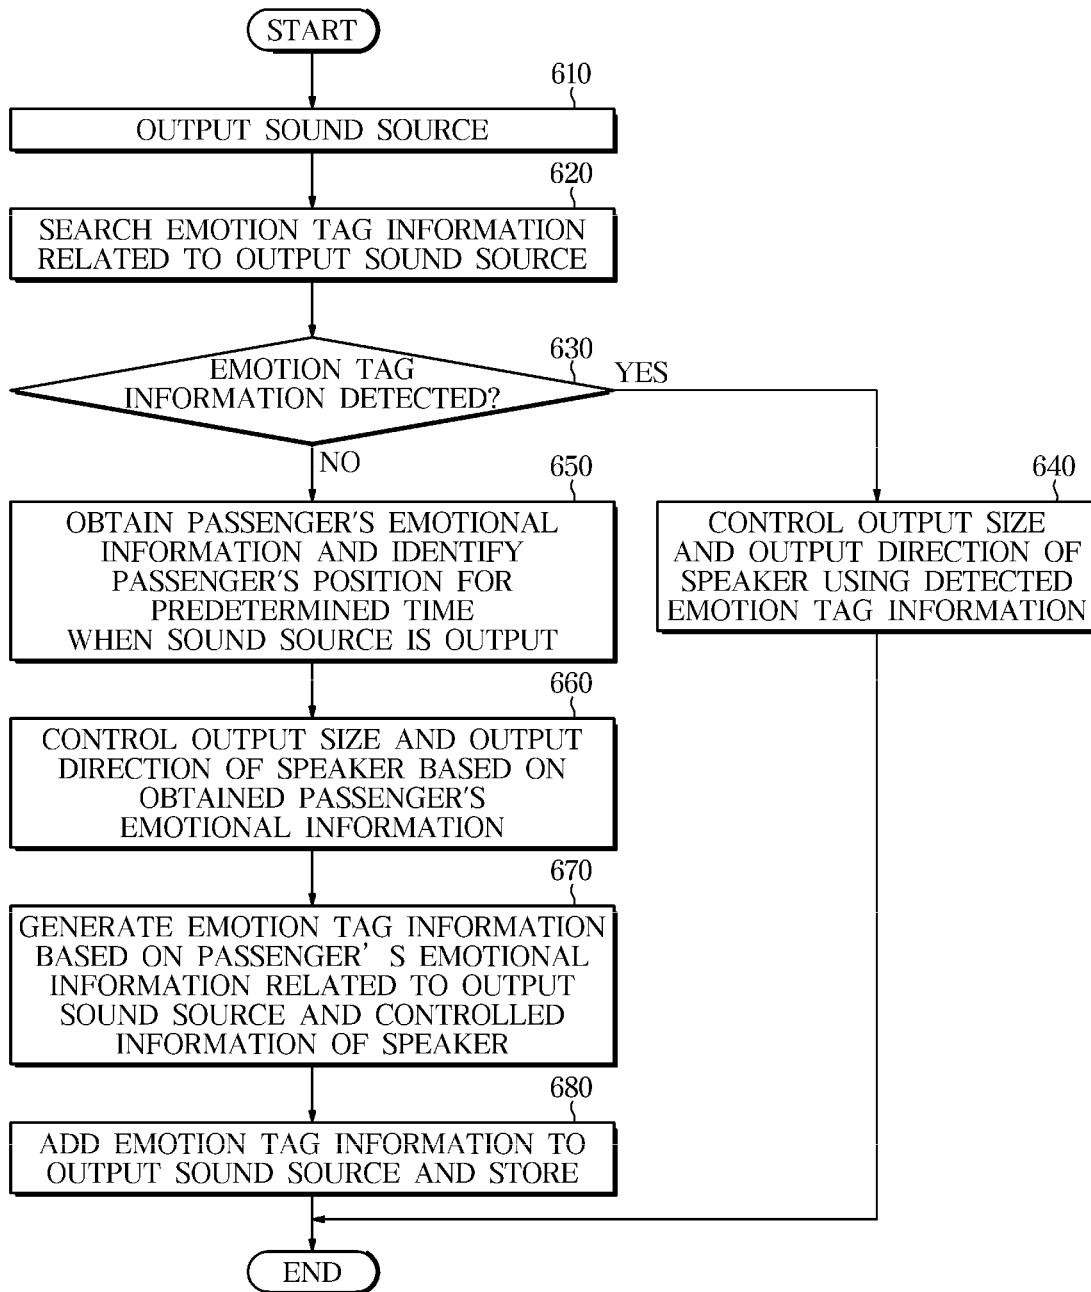 START
610
OUTPUT SOUND SOURCE
620
SEARCH EMOTION TAG INFORMATION
RELATED TO OUTPUT SOUND SOURCE
630
EMOTION TAG
INFORMATION DETECTED?
YES
NO
650
OBTAIN PASSENGER'S EMOTIONAL
INFORMATION AND IDENTIFY
PASSENGER'S POSITION FOR
PREDETERMINED TIME
WHEN SOUND SOURCE IS OUTPUT
640
CONTROL OUTPUT SIZE
AND OUTPUT DIRECTION OF
SPEAKER USING DETECTED
EMOTION TAG INFORMATION
660
CONTROL OUTPUT SIZE AND OUTPUT
DIRECTION OF SPEAKER BASED ON
OBTAINED PASSENGER'S
EMOTIONAL INFORMATION
670
GENERATE EMOTION TAG INFORMATION
BASED ON PASSENGER' S EMOTIONAL
INFORMATION RELATED TO OUTPUT
SOUND SOURCE AND CONTROLLED
INFORMATION OF SPEAKER
680
ADD EMOTION TAG INFORMATION TO
OUTPUT SOUND SOURCE AND STORE
END